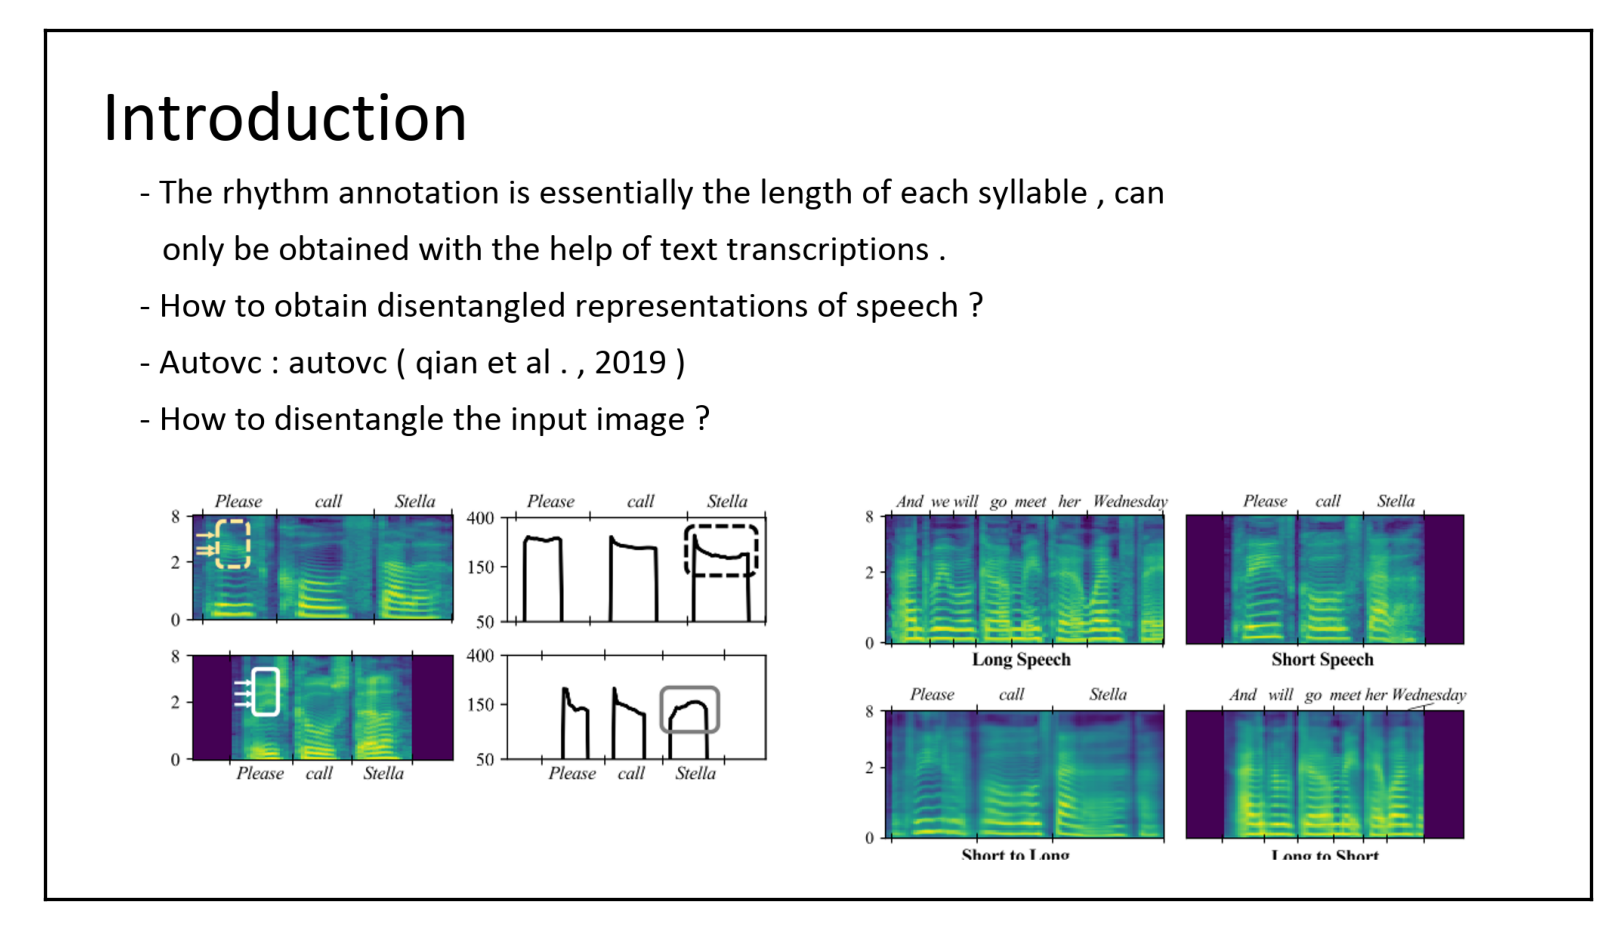 Introduction
- The rhythm annotation is essentially the length of each syllable , can
only be obtained with the help of text transcriptions .
- How to obtain disentangled representations of speech ?
- Autovc : autovc ( qian et al . , 2019 )
- How to disentangle the input image ?
Please call Stella
8
2
0
Please call Stella
400
150
50
8
2
0
Please call Stella
400
150
50
Please call Stella
And we will go meet her Wednesday
8
2
0
Long Speech
Please call Stella
Short Speech
Please call Stella
8
2
0
Short to Long
And will go meet her Wednesday
Long to Short